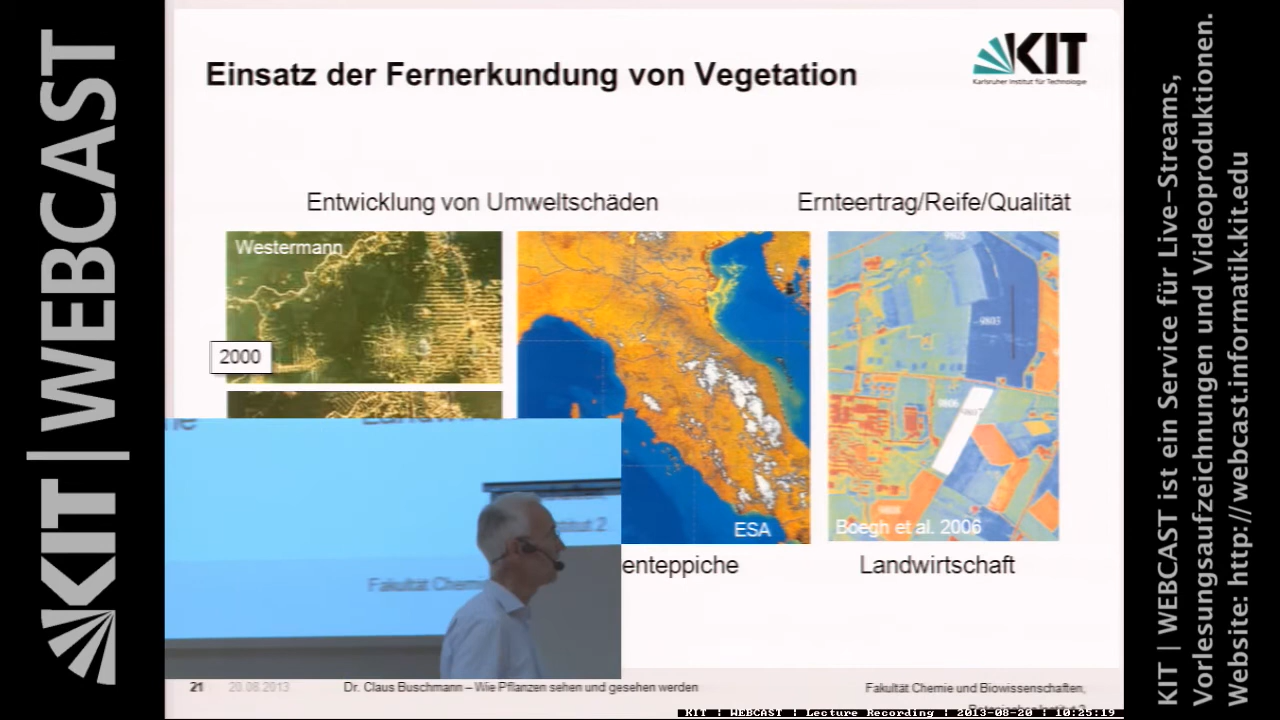 KIT | WEBCAST
Einsatz der Fernerkundung von Vegetation
KIT
Karlsruher Institut für Technologie
Entwicklung von Umweltschäden
Ernteertrag/Reife/Qualität
Westermann
2000
ESA
Boegh et al. 2006
enteppiche
Landwirtschaft
Fakultät Chemie
21
20.08.2013
Dr. Claus Buschmann – Wie Pflanzen sehen und gesehen werden
Fakultät Chemie und Biowissenschaften,
KIT : WEBCAST : Lecture Recording : 2013-08-20 : 10:25:19
KIT | WEBCAST ist ein Service für Live-Streams,
Vorlesungsaufzeichnungen und Videoproduktionen.
Website: http://webcast.informatik.kit.edu